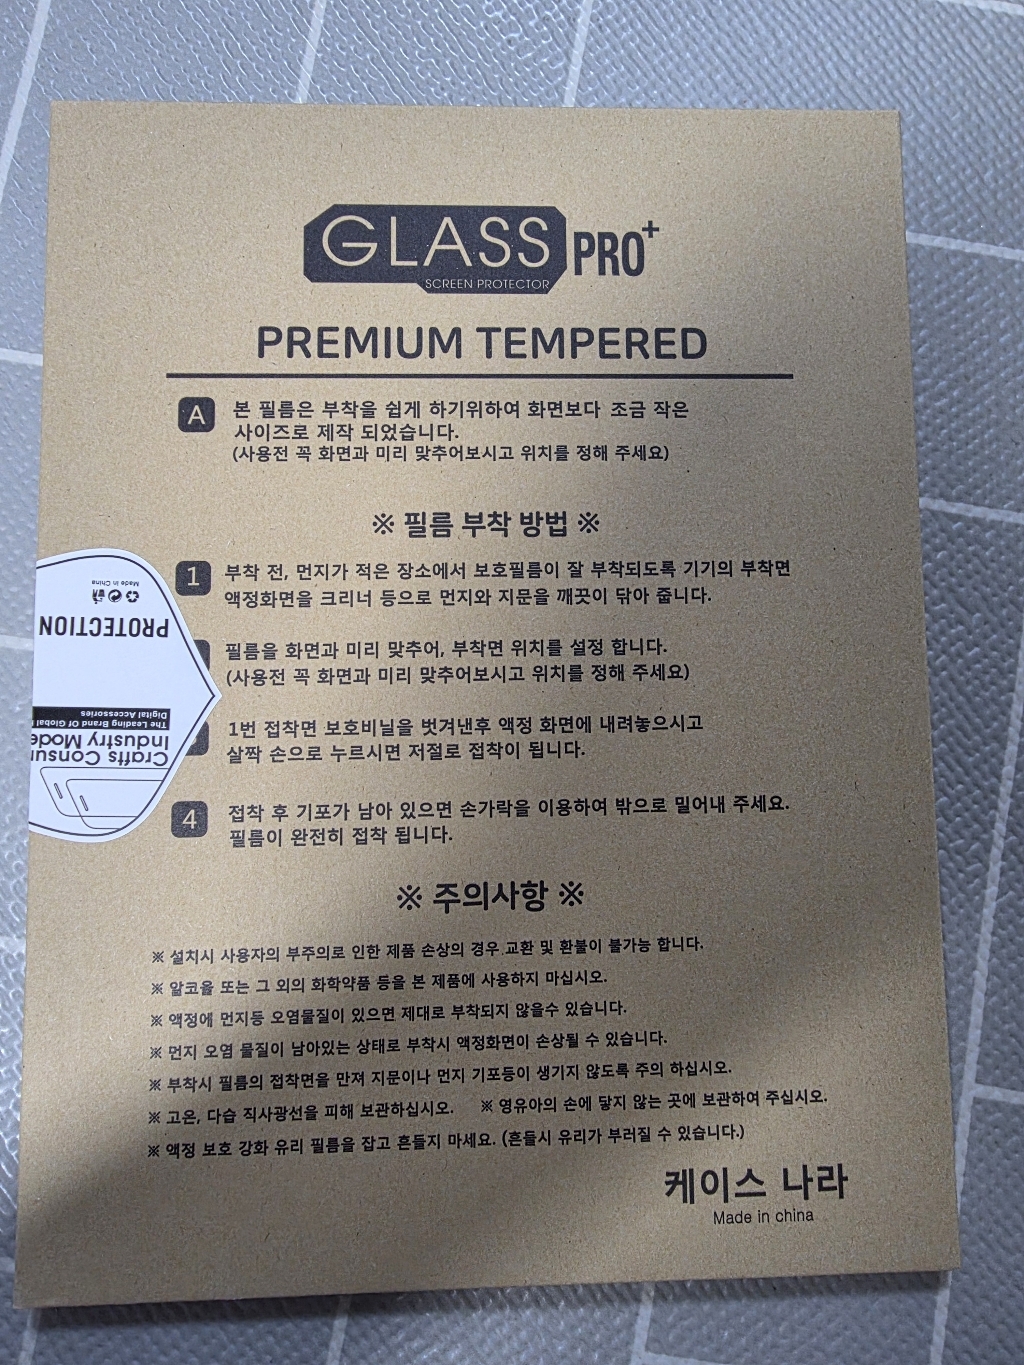 GLASS PRO+
SCREEN PROTECTOR
PREMIUM TEMPERED
A 본 필름은 부착을 쉽게 하기위하여 화면보다 조금 작은
사이즈로 제작 되었습니다.
(사용전 꼭 화면과 미리 맞추어보시고 위치를 정해 주세요)
※ 필름 부착 방법 ※
1 부착 전, 먼지가 적은 장소에서 보호필름이 잘 부착되도록 기기의 부착면
액정화면을 크리너 등으로 먼지와 지문을 깨끗이 닦아 줍니다.
필름을 화면과 미리 맞추어, 부착면 위치를 설정 합니다.
(사용전 꼭 화면과 미리 맞추어보시고 위치를 정해 주세요)
1번 접착면 보호비닐을 벗겨낸후 액정 화면에 내려놓으시고
살짝 손으로 누르시면 저절로 접착이 됩니다.
4 접착 후 기포가 남아 있으면 손가락을 이용하여 밖으로 밀어내 주세요.
필름이 완전히 접착 됩니다.
※ 주의사항 ※
※ 설치시 사용자의 부주의로 인한 제품 손상의 경우 교환 및 환불이 불가능 합니다.
※ 알코올 또는 그 외의 화학약품 등을 본 제품에 사용하지 마십시오.
※ 액정에 먼지등 오염물질이 있으면 제대로 부착되지 않을수 있습니다.
※ 먼지 오염 물질이 남아있는 상태로 부착시 액정화면이 손상될 수 있습니다.
※ 부착시 필름의 접착면을 만져 지문이나 먼지 기포등이 생기지 않도록 주의 하십시오.
※ 고온, 다습 직사광선을 피해 보관하십시오. ※ 영유아의 손에 닿지 않는 곳에 보관하여 주십시오.
※ 액정 보호 강화 유리 필름을 잡고 흔들지 마세요. (흔들시 유리가 부러질 수 있습니다.)
케이스 나라
Made in china
Crafts Consu
Industry Mode
The Leading Brand Of Global
Digital Accessories
PROTECTION
Made in China